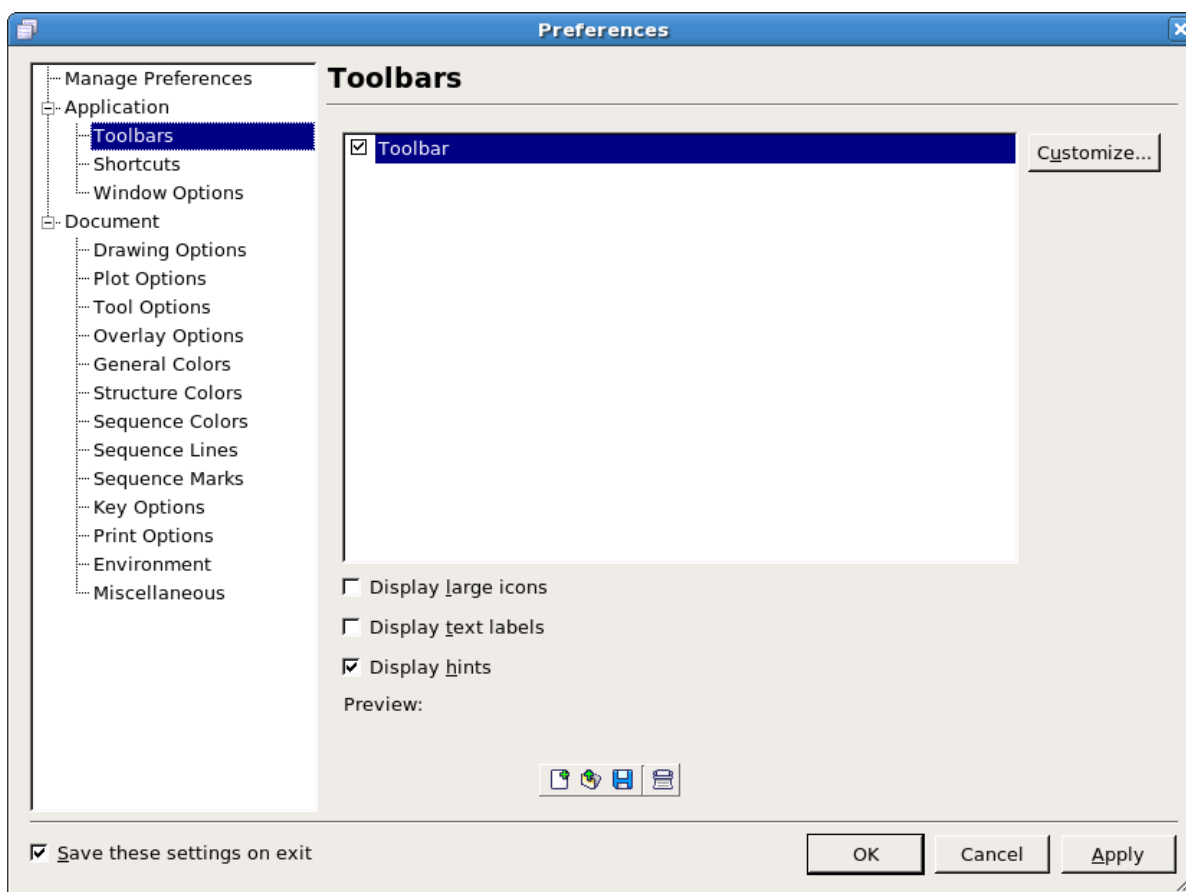 Preferences
Manage Preferences
Application
Toolbars
Shortcuts
Window Options
Document
Drawing Options
Plot Options
Tool Options
Overlay Options
General Colors
Structure Colors
Sequence Colors
Sequence Lines
Sequence Marks
Key Options
Print Options
Environment
Miscellaneous
Toolbars
Toolbar
Customize...
Display large icons
Display text labels
Display hints
Preview:
Save these settings on exit
OK
Cancel
Apply